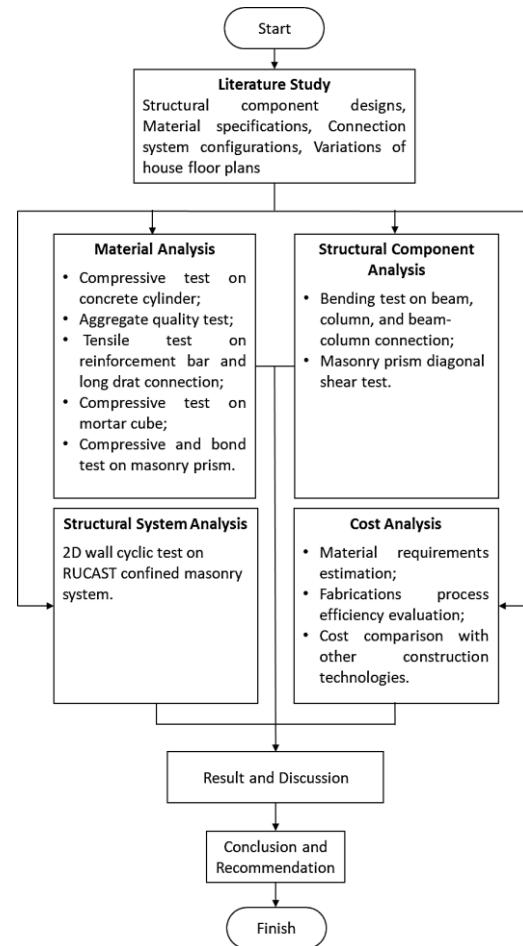 Start
Literature Study
Structural component designs,
Material specifications, Connection
system configurations, Variations of
house floor plans
Material Analysis
• Compressive test on
concrete cylinder;
• Aggregate quality test;
• Tensile test on
reinforcement bar and
long drat connection;
• Compressive test on
mortar cube;
• Compressive and bond
test on masonry prism.
Structural Component
Analysis
• Bending test on beam,
column, and beam-
column connection;
• Masonry prism diagonal
shear test.
Structural System Analysis
2D wall cyclic test on
RUCAST confined masonry
system.
Cost Analysis
• Material requirements
estimation;
• Fabrications process
efficiency evaluation;
• Cost comparison with
other construction
technologies.
Result and Discussion
Conclusion and
Recommendation
Finish